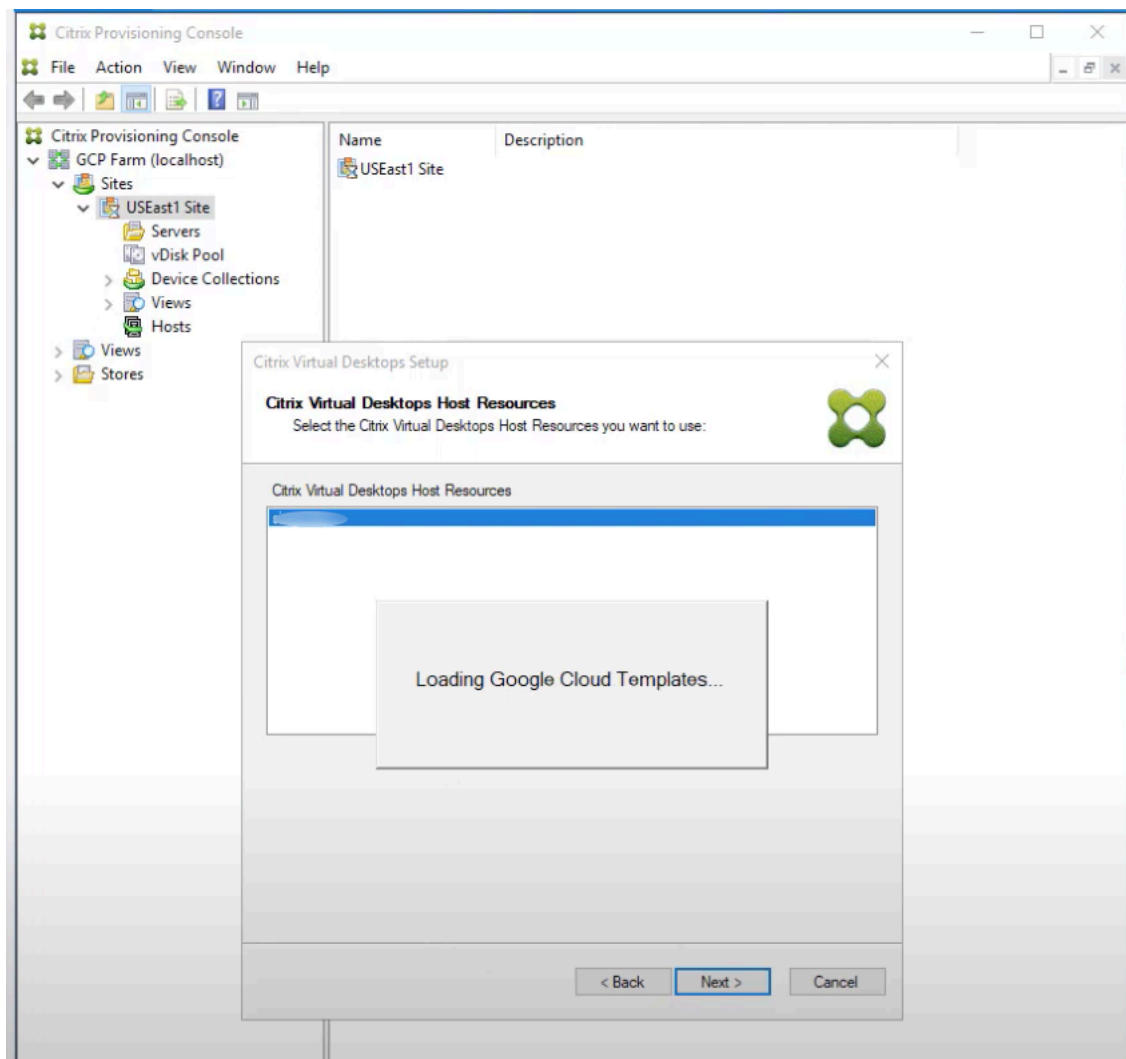 Citrix Provisioning Console
File Action View Window Help
Citrix Provisioning Console
GCP Farm (localhost)
Sites
USEast1 Site
Servers
vDisk Pool
Device Collections
Views
Hosts
Views
Stores
Name Description
USEast1 Site
Citrix Virtual Desktops Setup
Citrix Virtual Desktops Host Resources
Select the Citrix Virtual Desktops Host Resources you want to use:
Citrix Virtual Desktops Host Resources
Loading Google Cloud Templates...
< Back Next > Cancel